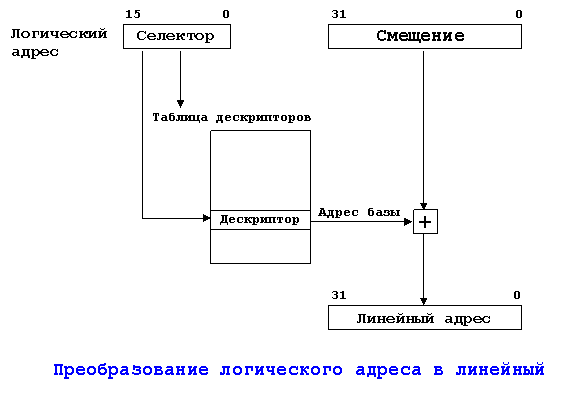 15 0 31 0
Логический адрес
Селектор
Смещение
Таблица дескрипторов
Дескриптор
Адрес базы
+
31 0
Линейный адрес
Преобразование логического адреса в линейный